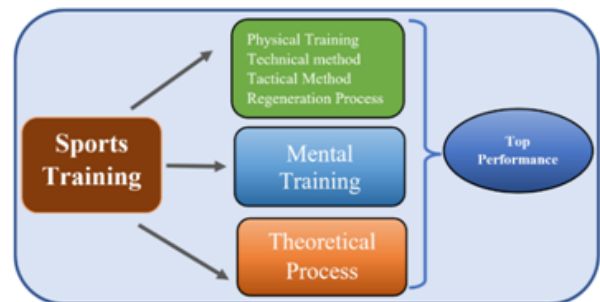 Sports
Training
Physical Training
Technical method
Tactical Method
Regeneration Process
Mental
Training
Theoretical
Process
Top
Performance